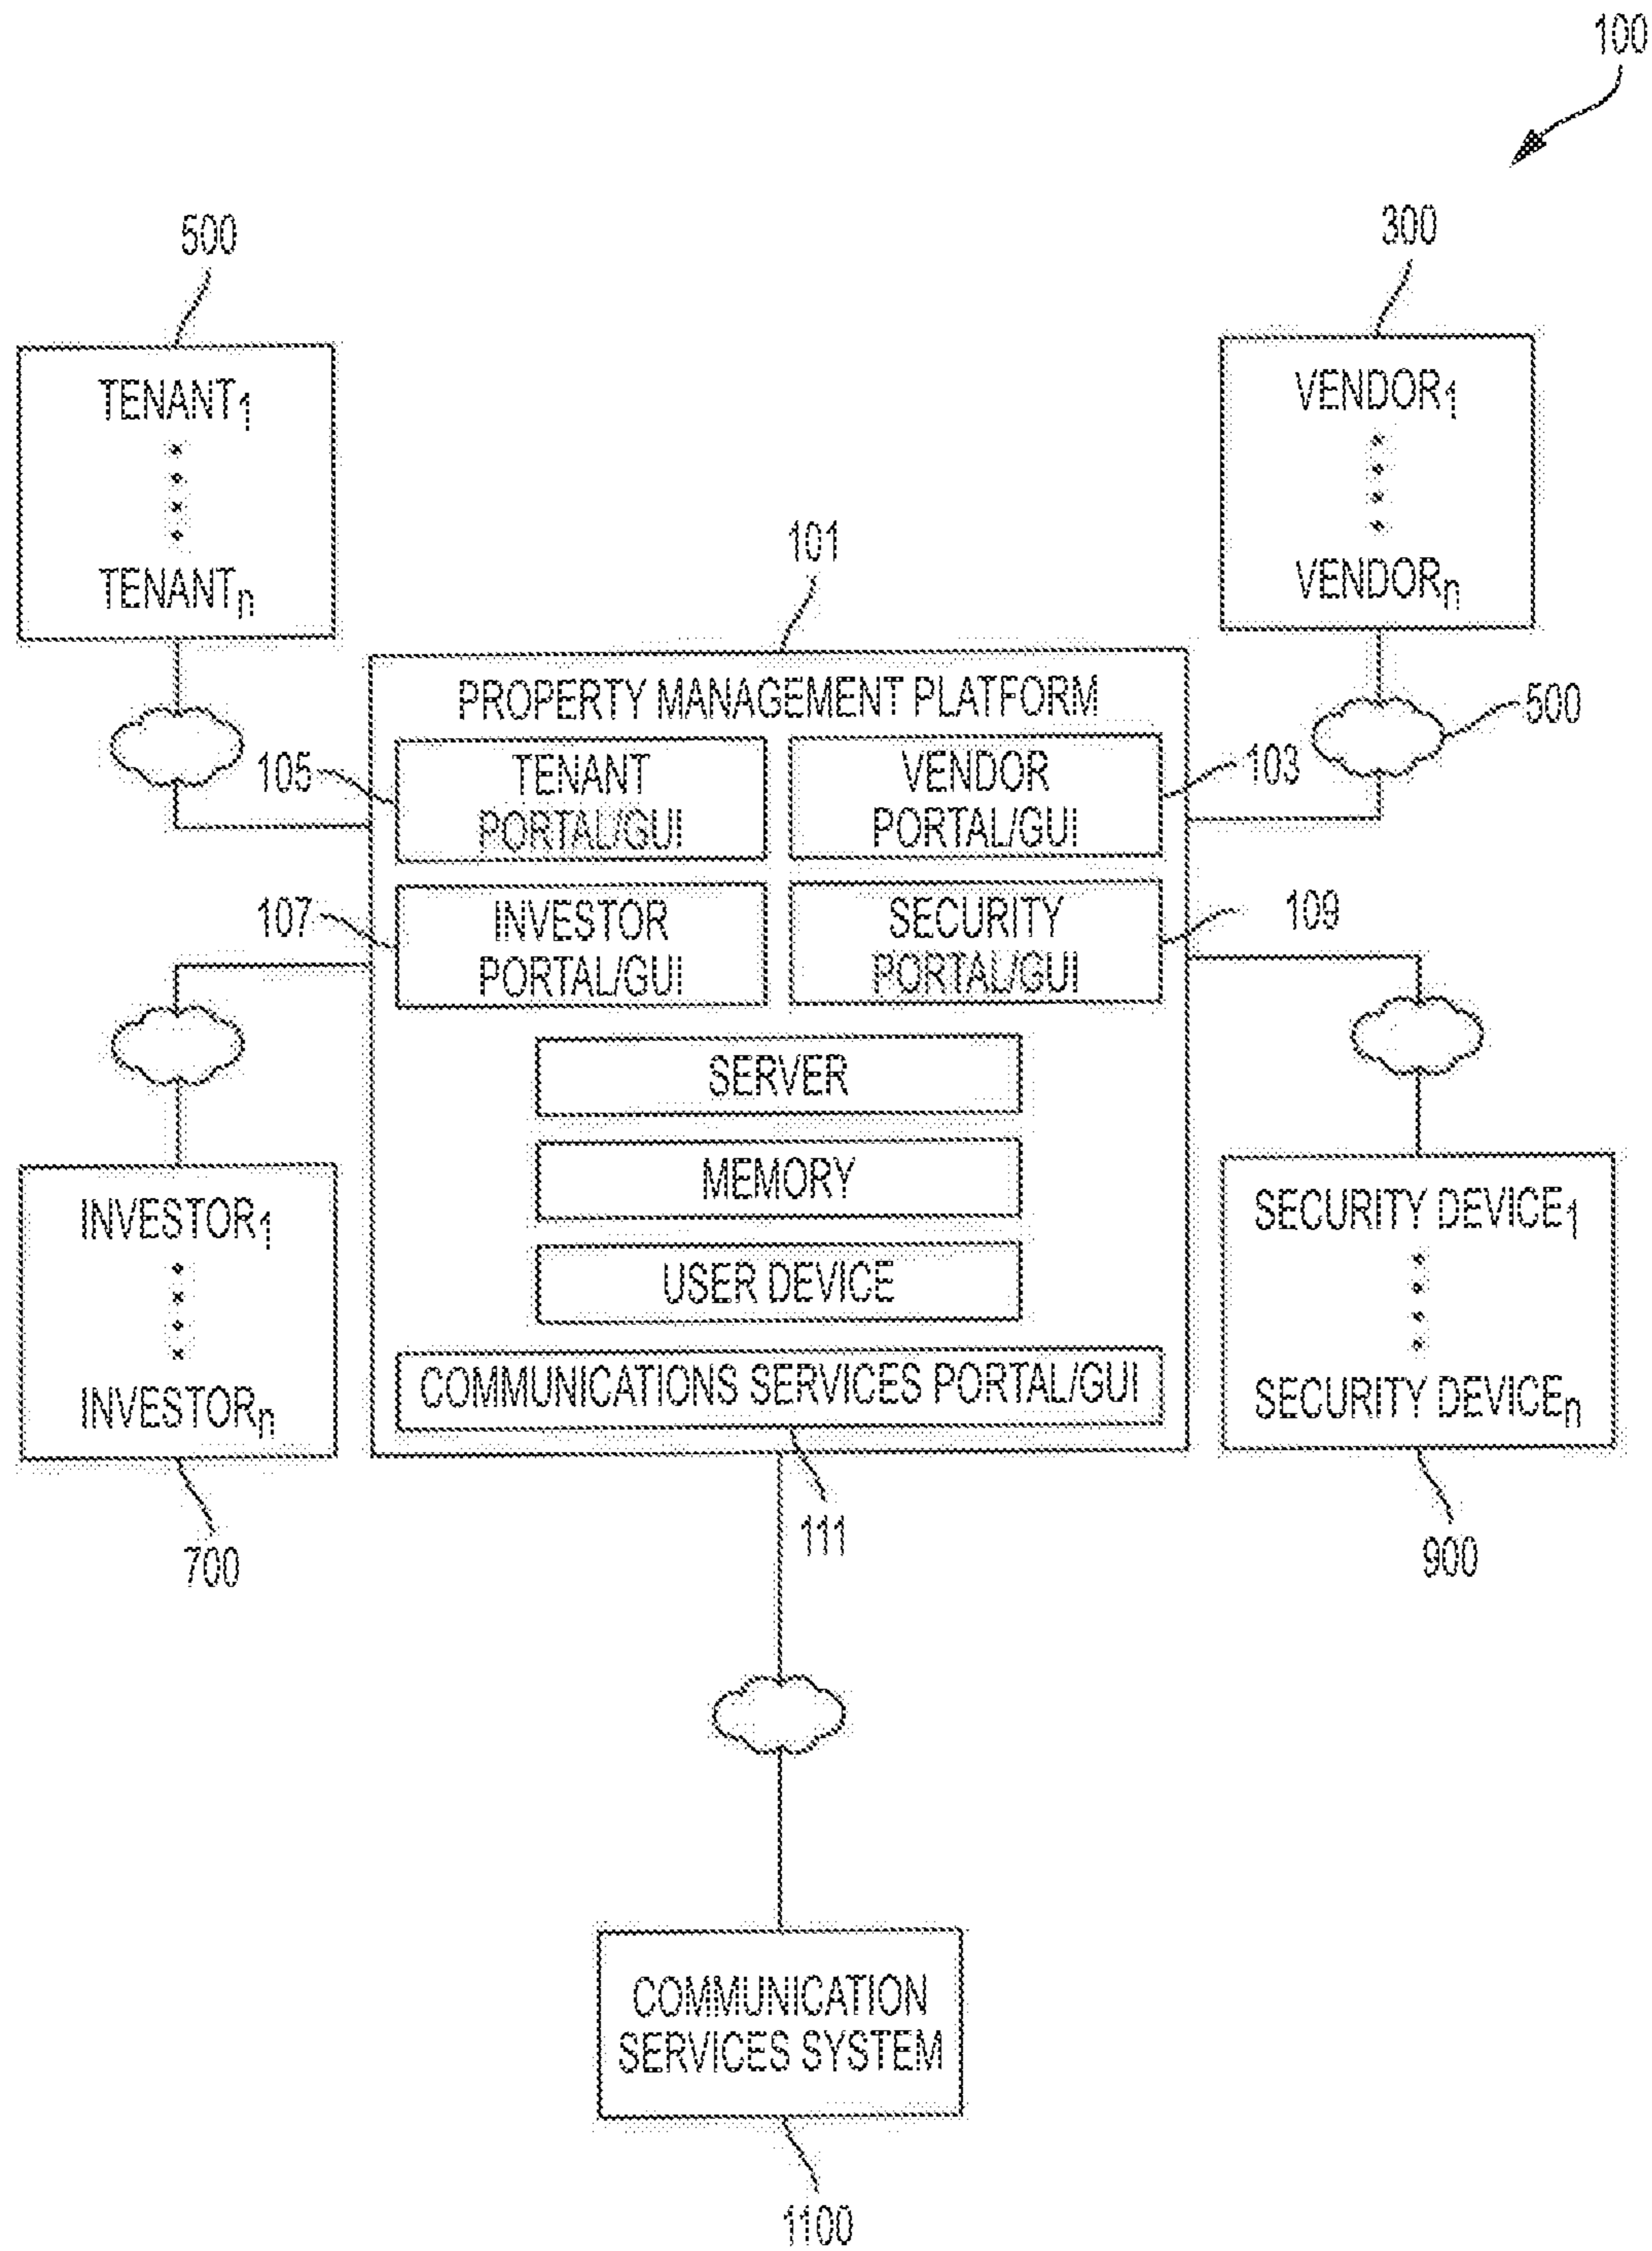 100
500
300
TENANT1
TENANTn
VENDOR1
VENDORn
101
PROPERTY MANAGEMENT PLATFORM
500
105
TENANT
PORTAL/GUI
VENDOR
PORTAL/GUI
103
107
INVESTOR
PORTAL/GUI
SECURITY
PORTAL/GUI
109
SERVER
MEMORY
USER DEVICE
COMMUNICATIONS SERVICES PORTAL/GUI
INVESTOR1
INVESTORn
SECURITY DEVICE1
SECURITY DEVICEn
111
700
900
COMMUNICATION
SERVICES SYSTEM
1100